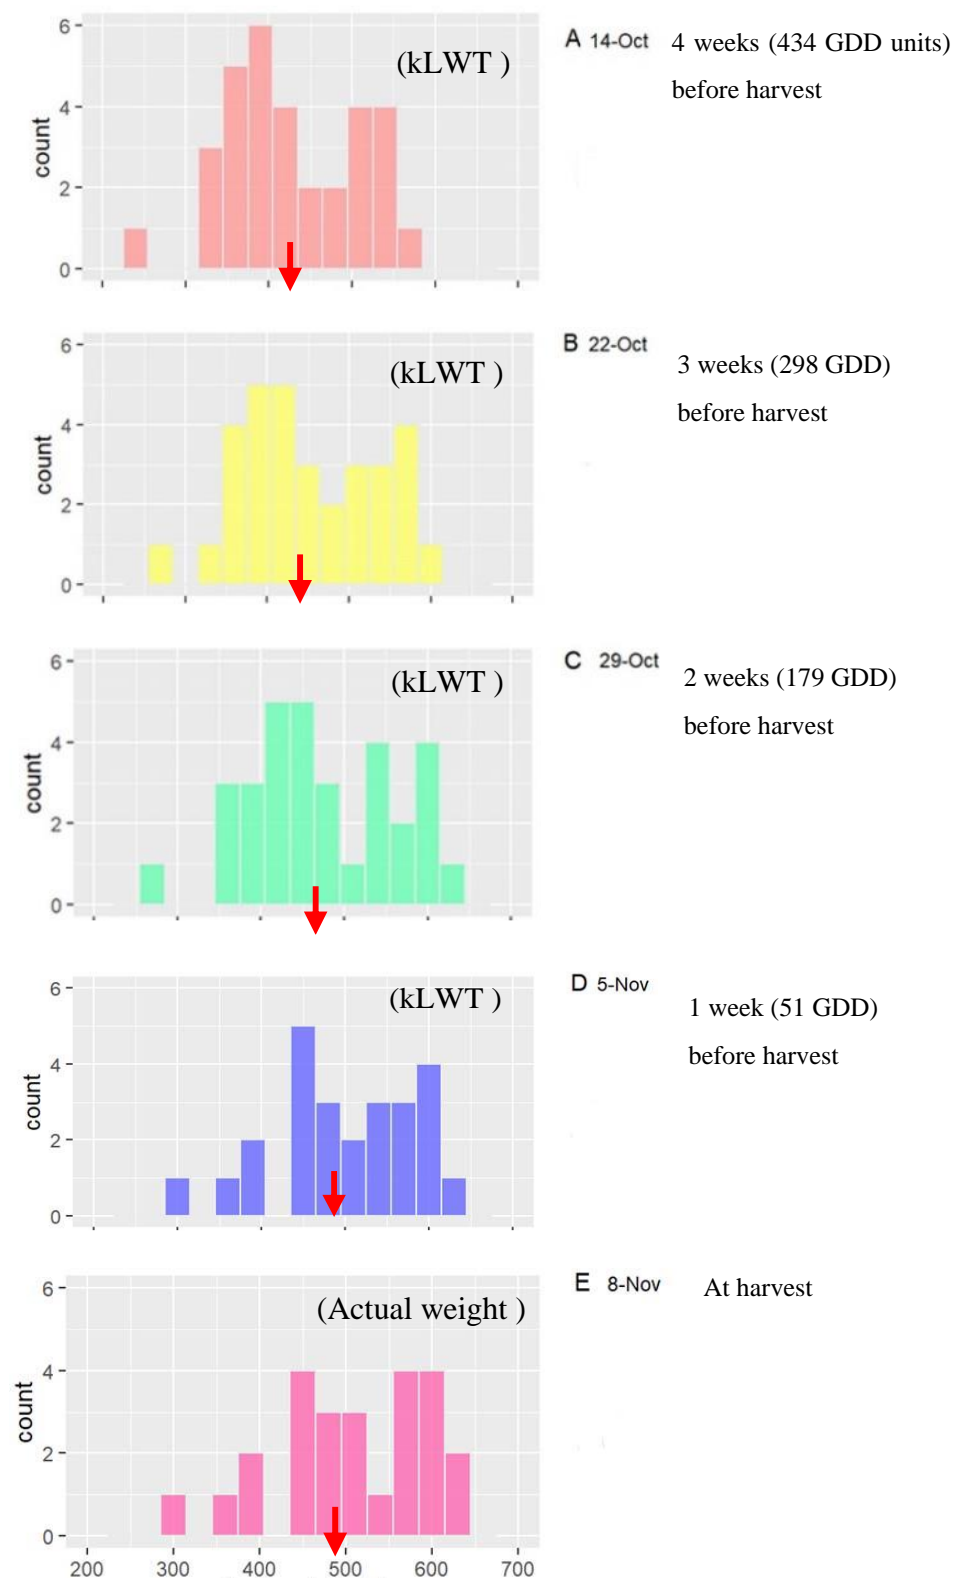 6
4
2
0
count
(kLWT )
A 14-Oct 4 weeks (434 GDD units)
before harvest
6
4
2
0
count
(kLWT )
B 22-Oct
3 weeks (298 GDD)
before harvest
6
4
2
0
count
(kLWT )
C 29-Oct
2 weeks (179 GDD)
before harvest
6
4
2
0
count
(kLWT )
D 5-Nov
1 week (51 GDD)
before harvest
6
4
2
0
count
(Actual weight )
E 8-Nov At harvest
200 300 400 500 600 700